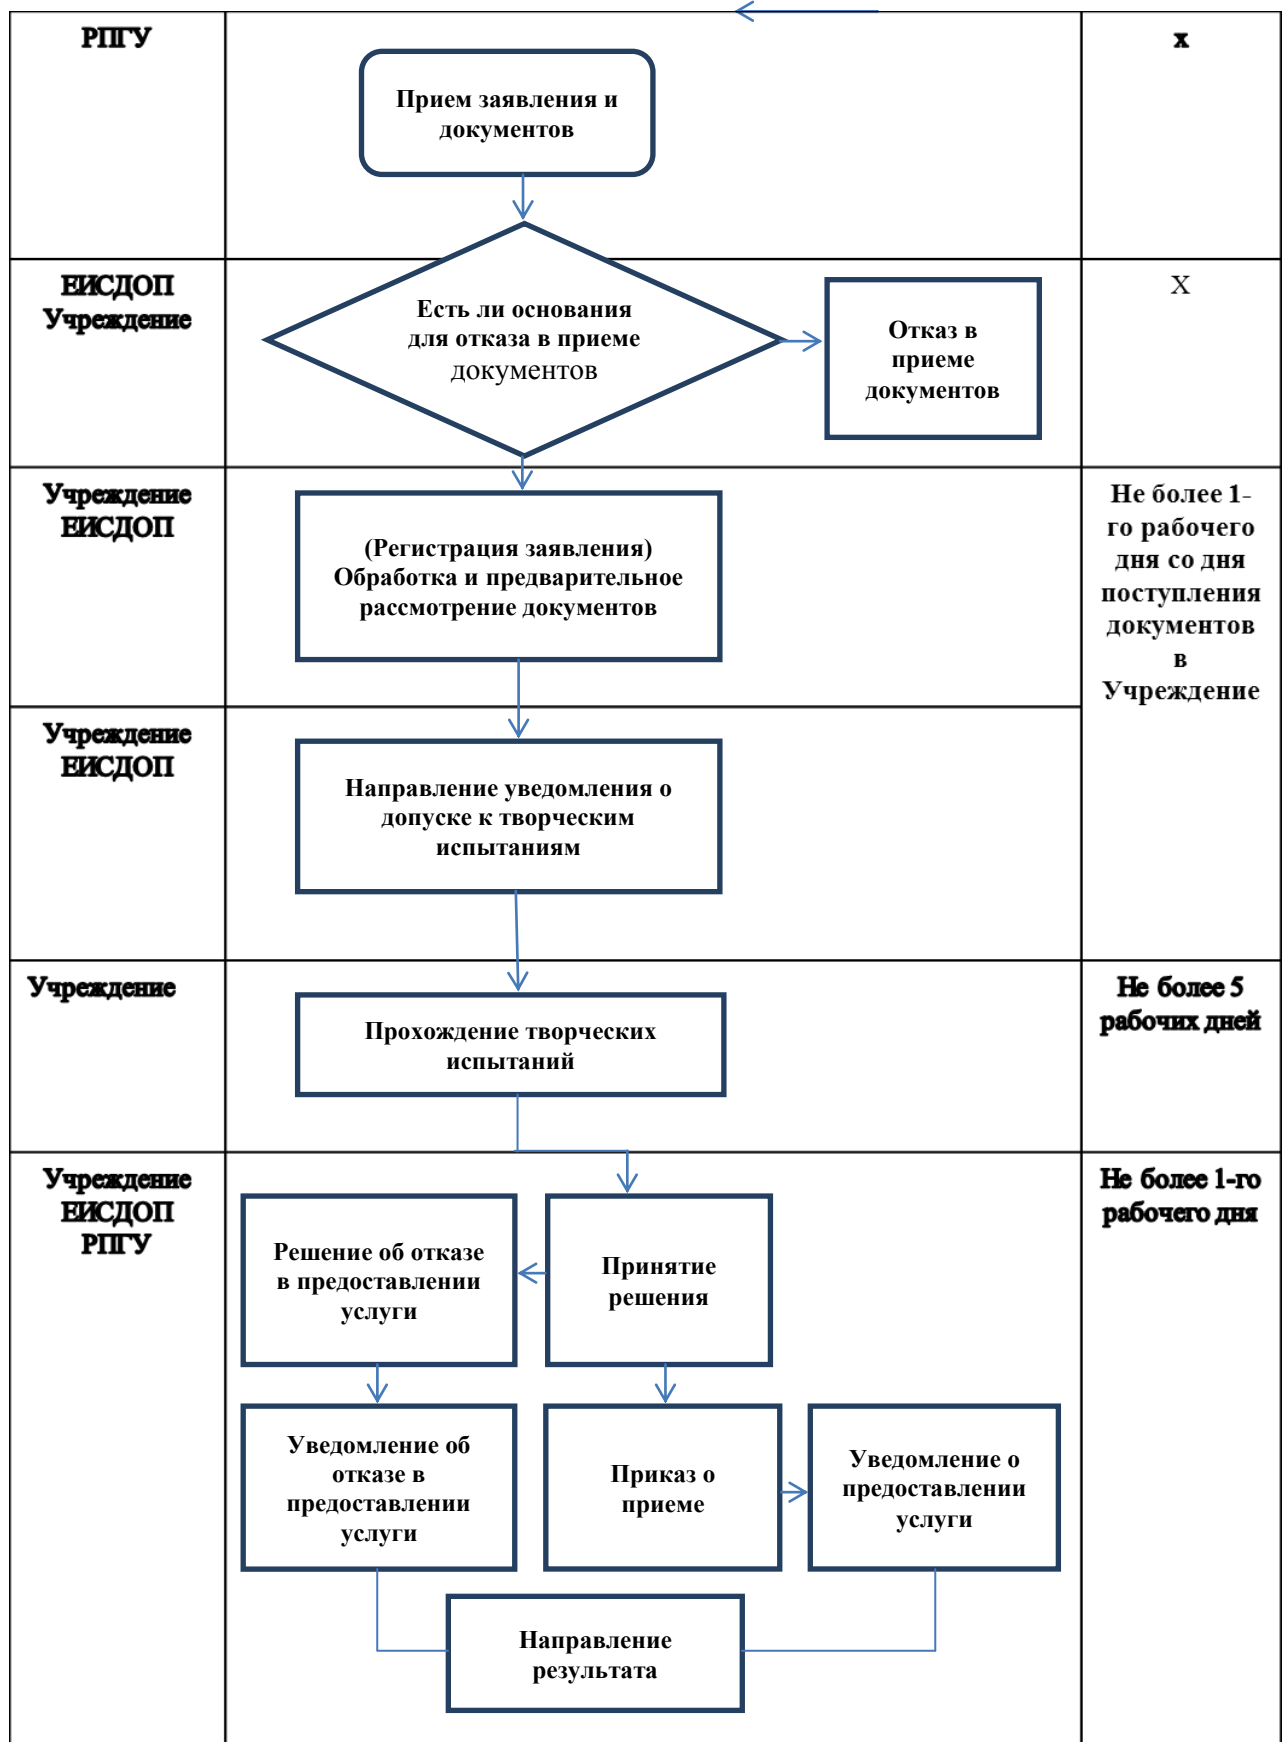 РПГУ
Прием заявления и
документов
х
ЕИСДОП
Учреждение
Есть ли основания
для отказа в приеме
документов
Отказ в
приеме
документов
Х
Учреждение
ЕИСДОП
(Регистрация заявления)
Обработка и предварительное
рассмотрение документов
Не более 1-
го рабочего
дня со дня
поступления
документов
в
Учреждение
Учреждение
ЕИСДОП
Направление уведомления о
допуске к творческим
испытаниям
Учреждение
Прохождение творческих
испытаний
Не более 5
рабочих дней
Учреждение
ЕИСДОП
РПГУ
Решение об отказе
в предоставлении
услуги
Принятие
решения
Не более 1-го
рабочего дня
Уведомление об
отказе в
предоставлении
услуги
Приказ о
приеме
Уведомление о
предоставлении
услуги
Направление
результата